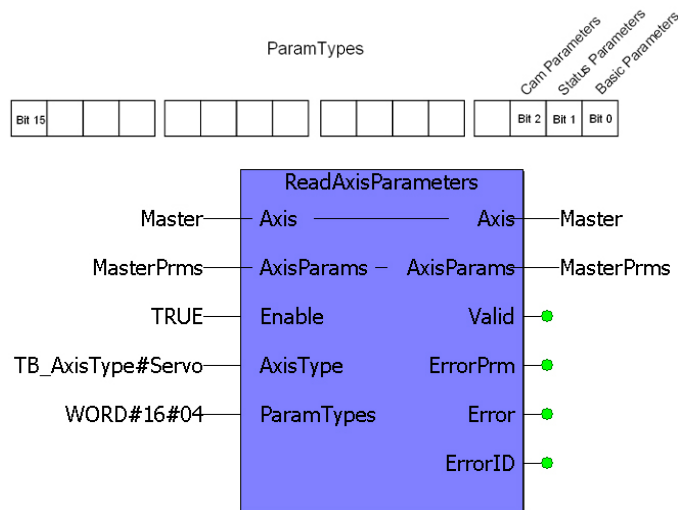 ParamTypes
Cam Parameters
Status Parameters
Basic Parameters
Bit 15 Bit 2 Bit 1 Bit 0
ReadAxisParameters
Master Axis Axis Master
MasterPrms AxisParams AxisParams MasterPrms
TRUE Enable Valid
TB_AxisType#Servo AxisType ErrorPrm
WORD#16#04 ParamTypes Error
ErrorID